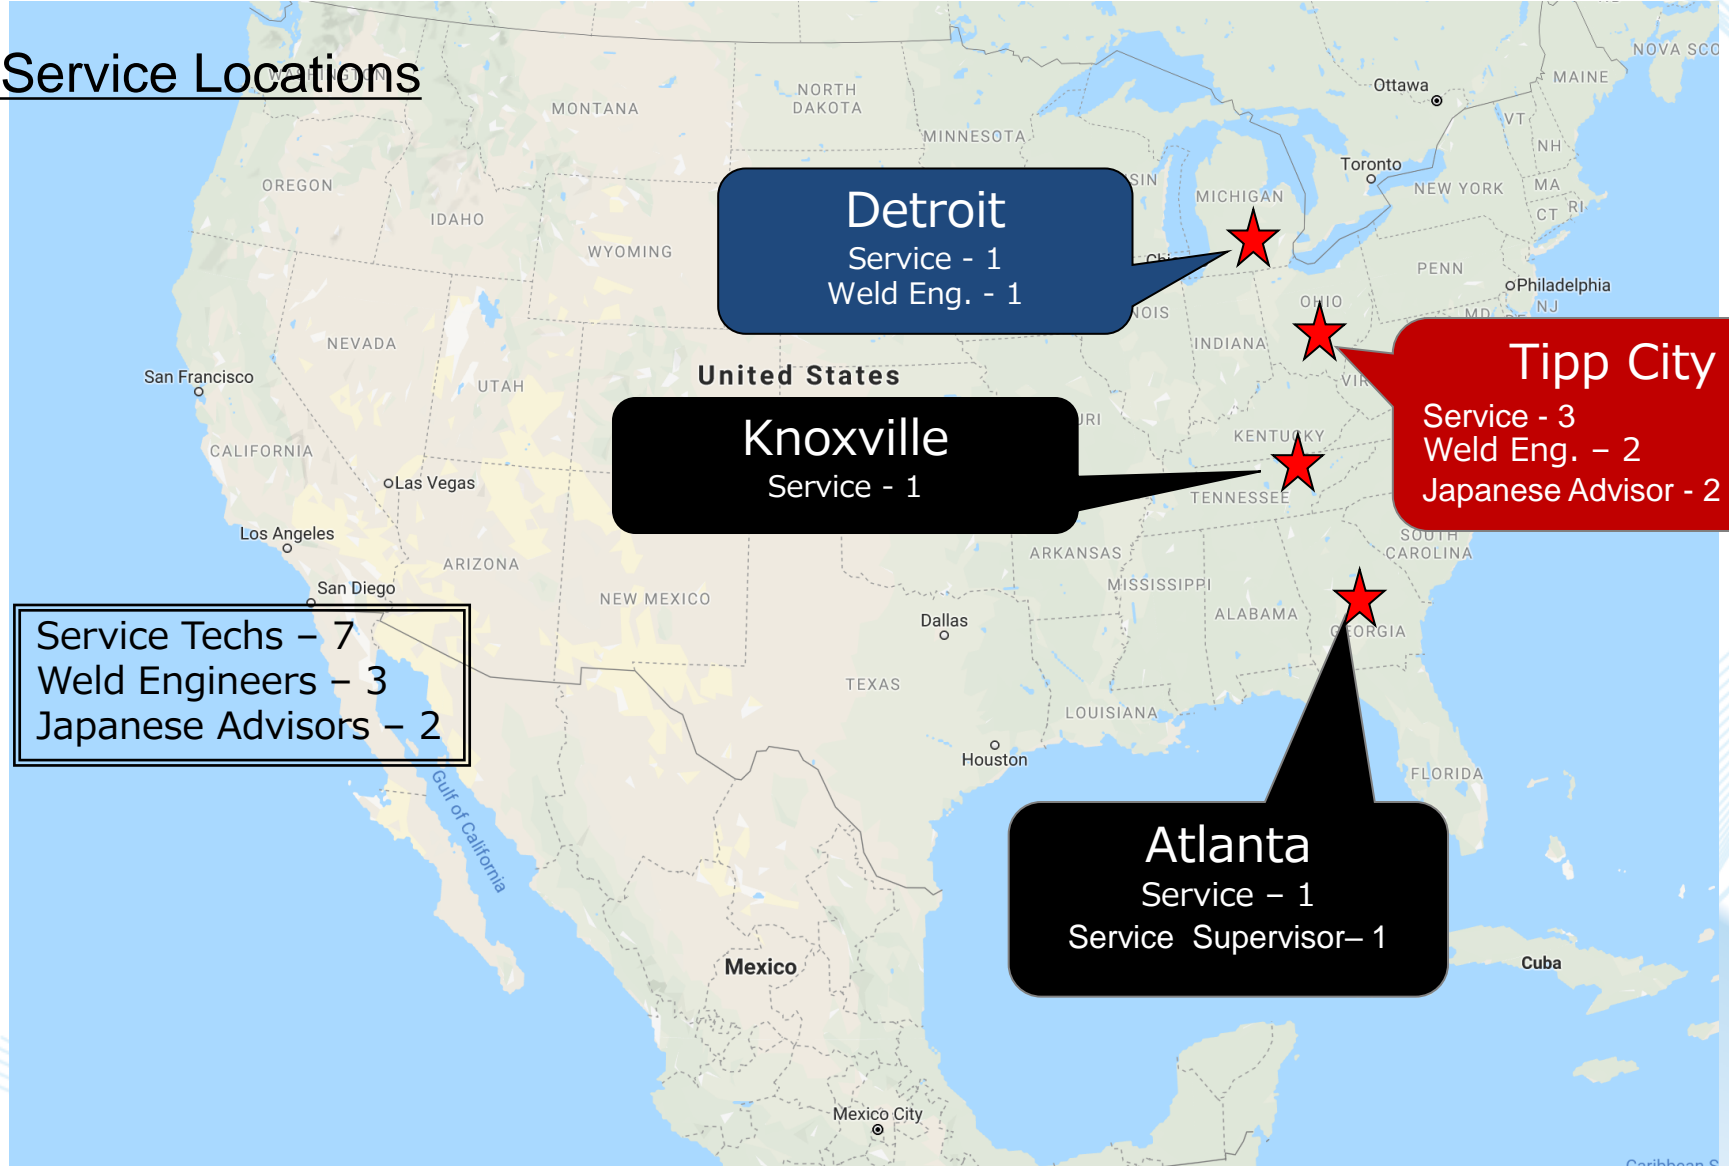 Service Locations
WASHINGTON
MONTANA
NORTH
DAKOTA
MINNESOTA
Ottawa
MAINE
VT
NH
Toronto
NEW YORK
MA
CT
RI
OREGON
IDAHO
WYOMING
MICHIGAN
Detroit
Service - 1
Weld Eng. - 1
PENN
Philadelphia
OHIO
MD
NJ
NEVADA
UTAH
United States
INDIANA
San Francisco
Tipp City
Service - 3
Weld Eng. – 2
Japanese Advisor - 2
Knoxville
Service - 1
KENTUCKY
TENNESSEE
CALIFORNIA
Las Vegas
Los Angeles
ARIZONA
NEW MEXICO
San Diego
ARKANSAS
SOUTH
CAROLINA
MISSISSIPPI
ALABAMA
GEORGIA
Dallas
Service Techs – 7
Weld Engineers – 3
Japanese Advisors – 2
TEXAS
LOUISIANA
Houston
FLORIDA
Gulf of California
Atlanta
Service – 1
Service Supervisor– 1
Mexico
Cuba
Mexico City